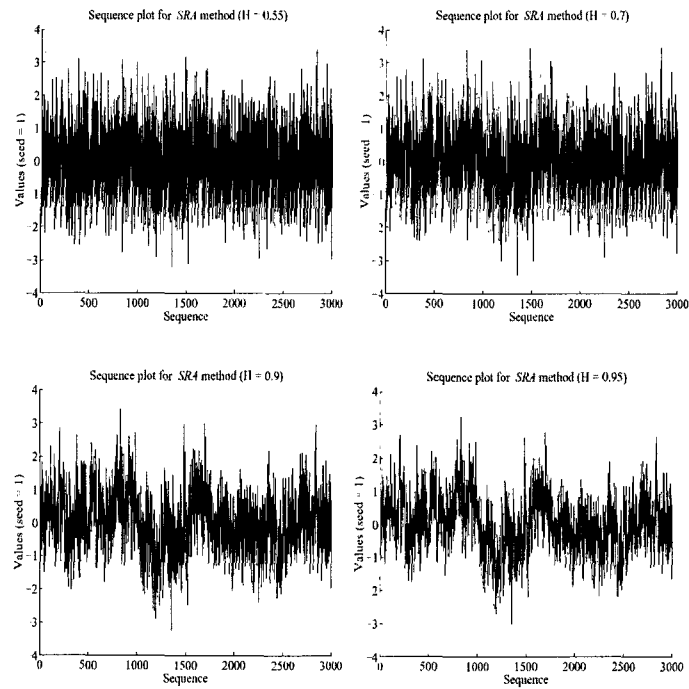 Sequence plot for SRA method (H = 0.55)
4
3
2
1
0
-1
-2
-3
-4
0 500 1000 1500 2000 2500 3000
Sequence
Values (seed = 1)
Sequence plot for SRA method (H = 0.7)
4
3
2
1
0
-1
-2
-3
-4
0 500 1000 1500 2000 2500 3000
Sequence
Values (seed = 1)
Sequence plot for SRA method (H = 0.9)
4
3
2
1
0
-1
-2
-3
-4
0 500 1000 1500 2000 2500 3000
Sequence
Values (seed = 1)
Sequence plot for SRA method (H = 0.95)
4
3
2
1
0
-1
-2
-3
-4
0 500 1000 1500 2000 2500 3000
Sequence
Values (seed = 1)